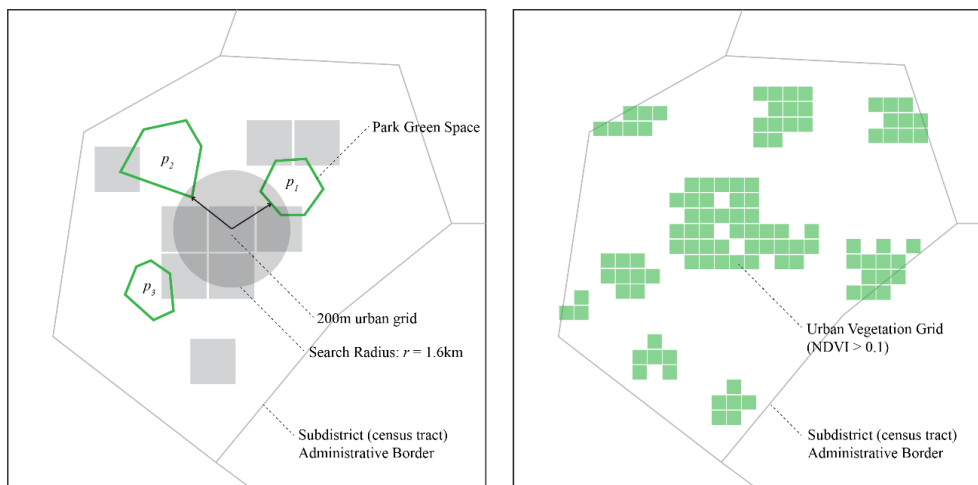 Park Green Space
p2
p1
p3
200m urban grid
Search Radius: r = 1.6km
Subdistrict (census tract)
Administrative Border
Urban Vegetation Grid
(NDVI > 0.1)
Subdistrict (census tract)
Administrative Border